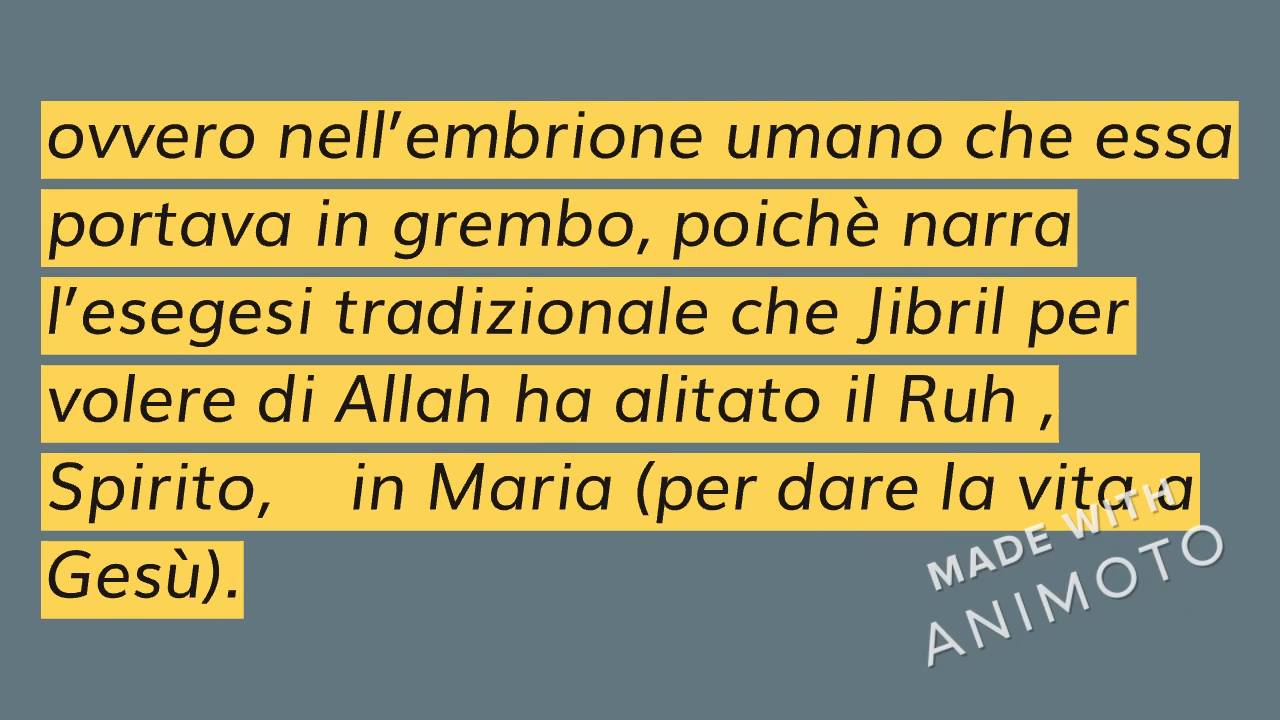 ovvero nell’embrione umano che essa
portava in grembo, poichè narra
l’esegesi tradizionale che Jibril per
volere di Allah ha alitato il Ruh ,
Spirito,    in Maria (per dare la vita a
Gesù).
MADE WITH
ANIMOTO